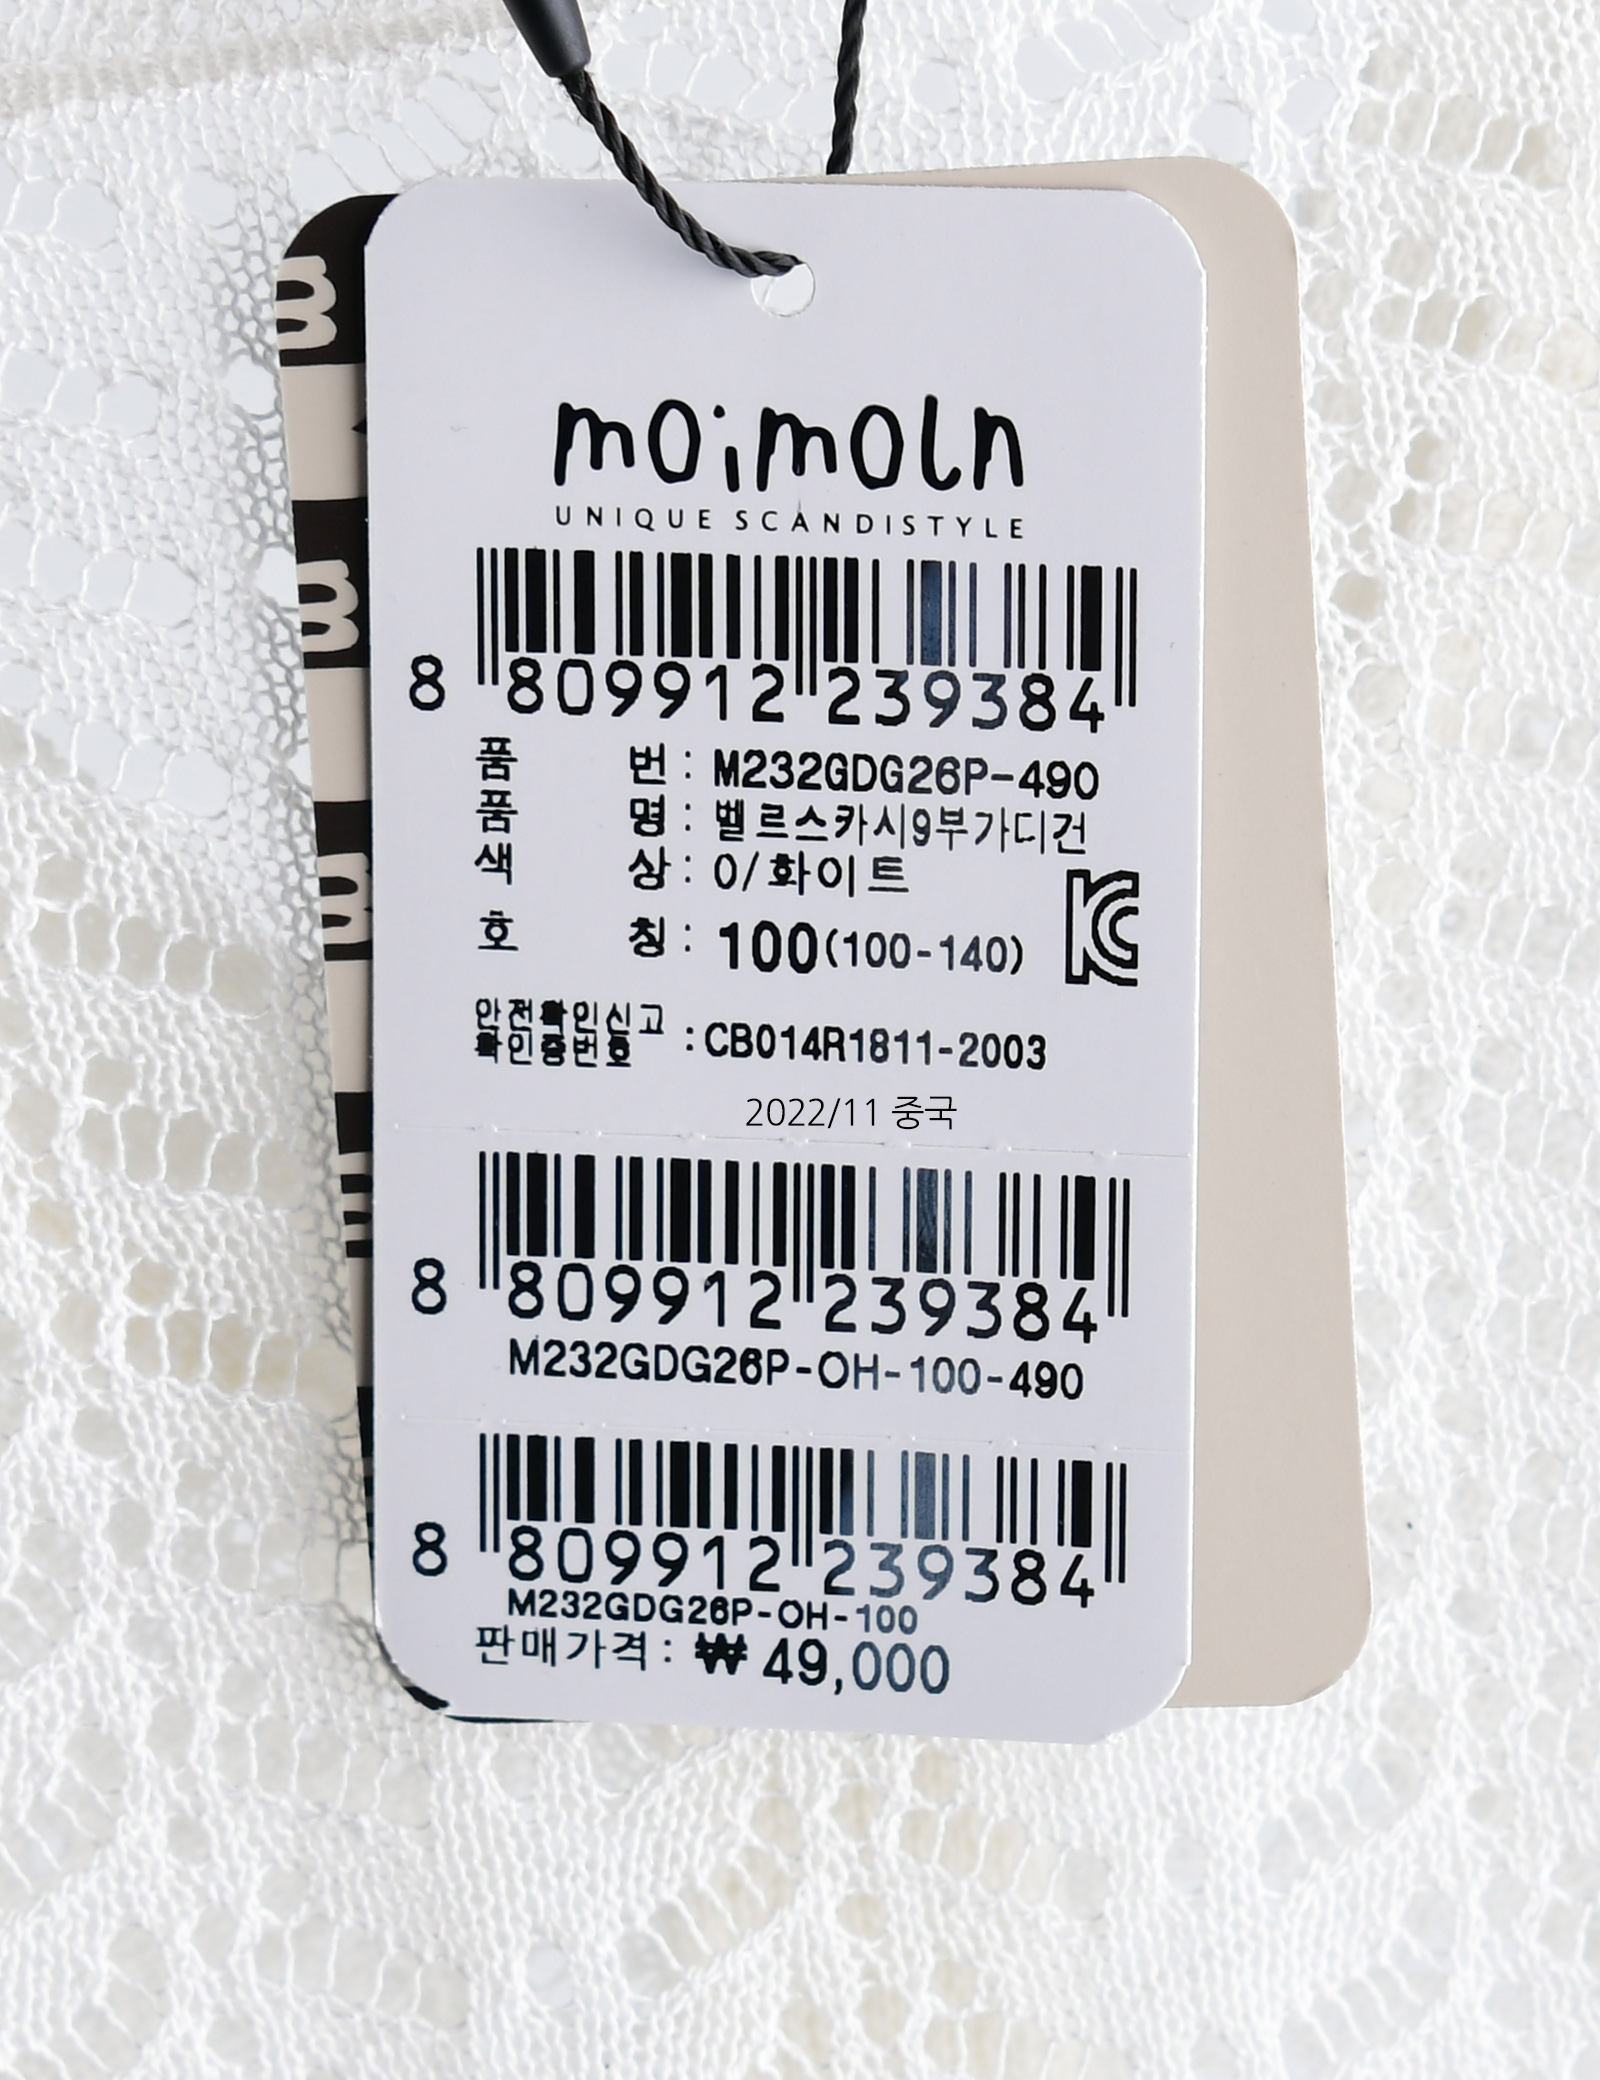 moimoln
UNIQUE SCANDISTYLE
8 809912 239384
품 번 : M232GDG26P-490
품 명 : 벨르스카시9부가디건
색 상 : 0/화이트
호 칭 : 100(100-140)
안전확인신고
확인증번호 : CB014R1811-2003
2022/11 중국
8 809912 239384
M232GDG26P-OH-100-490
8 809912 239384
M232GDG26P-OH-100
판매가격 : ₩ 49,000